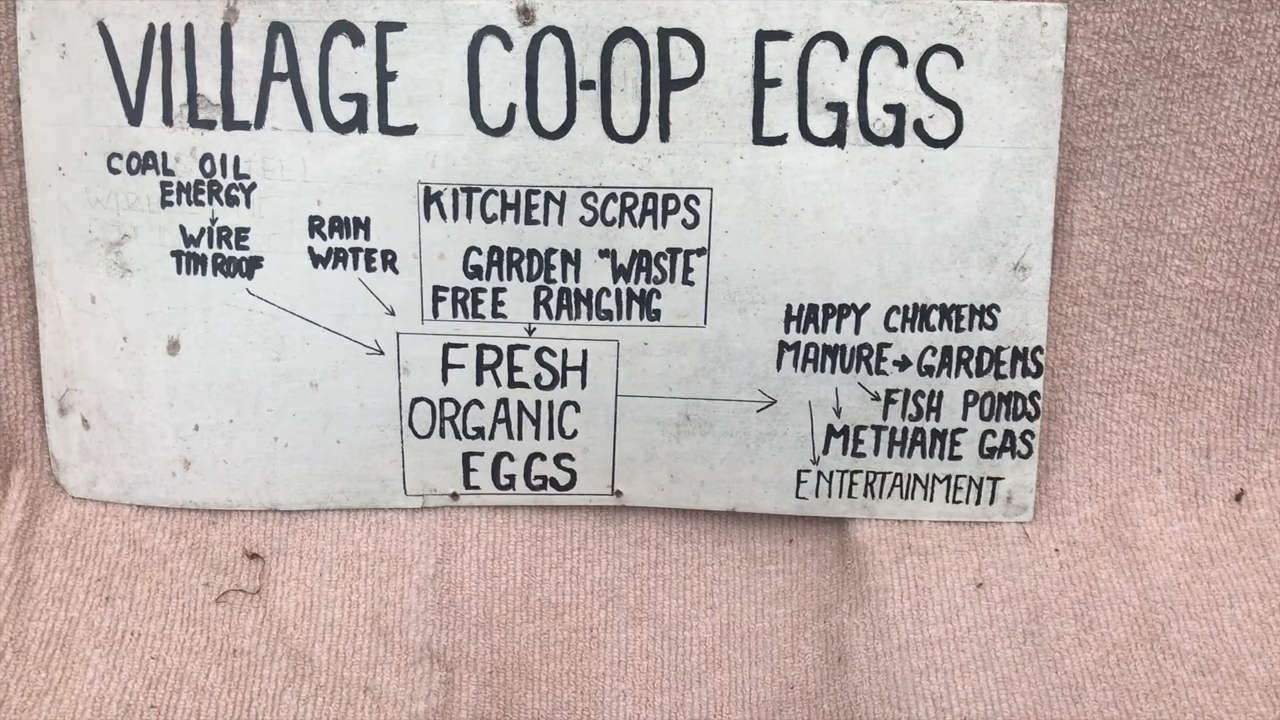 VILLAGE CO-OP EGGS
COAL OIL
ENERGY
WIRE
TIN ROOF
RAIN
WATER
KITCHEN SCRAPS
GARDEN "WASTE"
FREE RANGING
FRESH
ORGANIC
EGGS
HAPPY CHICKENS
MANURE → GARDENS
FISH PONDS
METHANE GAS
ENTERTAINMENT